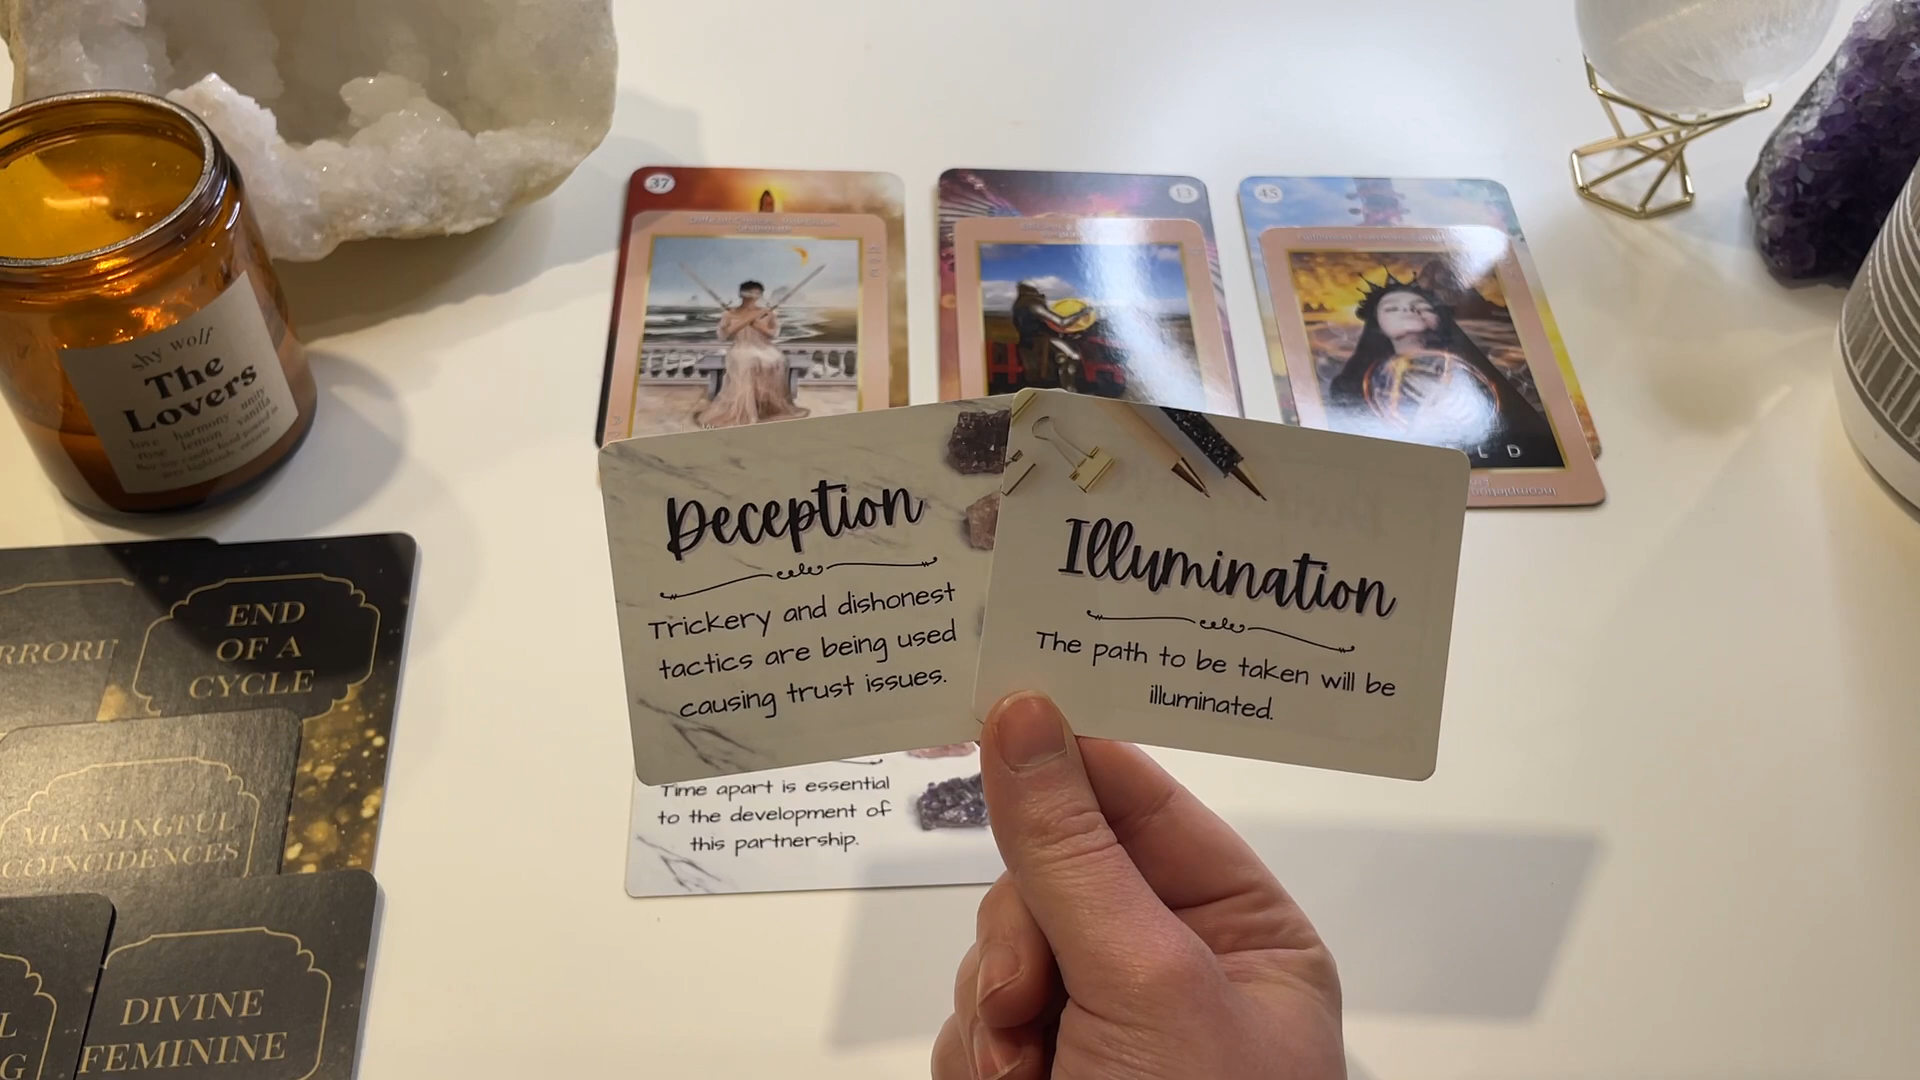 37
13
45
shy wolf
The
Lovers
love harmony unity
lemon vanilla
L D
Deception
Trickery and dishonest
tactics are being used
causing trust issues.
Illumination
The path to be taken will be
illuminated.
Time apart is essential
to the development of
this partnership.
END
OF A
CYCLE
MEANINGFUL
COINCIDENCES
DIVINE
FEMININE
L
G